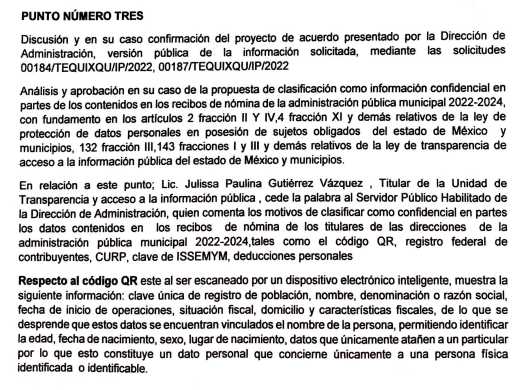 PUNTO NÚMERO TRES
Discusión y en su caso confirmación del proyecto de acuerdo presentado por la Dirección de
Administración, versión pública de la información solicitada, mediante las solicitudes
00184/TEQUIXQU/IP/2022, 00187/TEQUIXQU/IP/2022
Análisis y aprobación en su caso de la propuesta de clasificación como información confidencial en
partes de los contenidos en los recibos de nómina de la administración pública municipal 2022-2024,
con fundamento en los artículos 2 fracción II Y IV,4 fracción XI y demás relativos de la ley de
protección de datos personales en posesión de sujetos obligados del estado de México y
municipios, 132 fracción III,143 fracciones I y III y demás relativos de la ley de transparencia de
acceso a la información pública del estado de México y municipios.
En relación a este punto; Lic. Julissa Paulina Gutiérrez Vázquez , Titular de la Unidad de
Transparencia y acceso a la información pública , cede la palabra al Servidor Público Habilitado de
la Dirección de Administración, quien comenta los motivos de clasificar como confidencial en partes
los datos contenidos en los recibos de nómina de los titulares de las direcciones de la
administración pública municipal 2022-2024,tales como el código QR, registro federal de
contribuyentes, CURP, clave de ISSEMYM, deducciones personales
Respecto al código QR este al ser escaneado por un dispositivo electrónico inteligente, muestra la
siguiente información: clave única de registro de población, nombre, denominación o razón social,
fecha de inicio de operaciones, situación fiscal, domicilio y características fiscales, de lo que se
desprende que estos datos se encuentran vinculados el nombre de la persona, permitiendo identificar
la edad, fecha de nacimiento, sexo, lugar de nacimiento, datos que únicamente atañen a un particular
por lo que esto constituye un dato personal que concierne únicamente a una persona física
identificada o identificable.